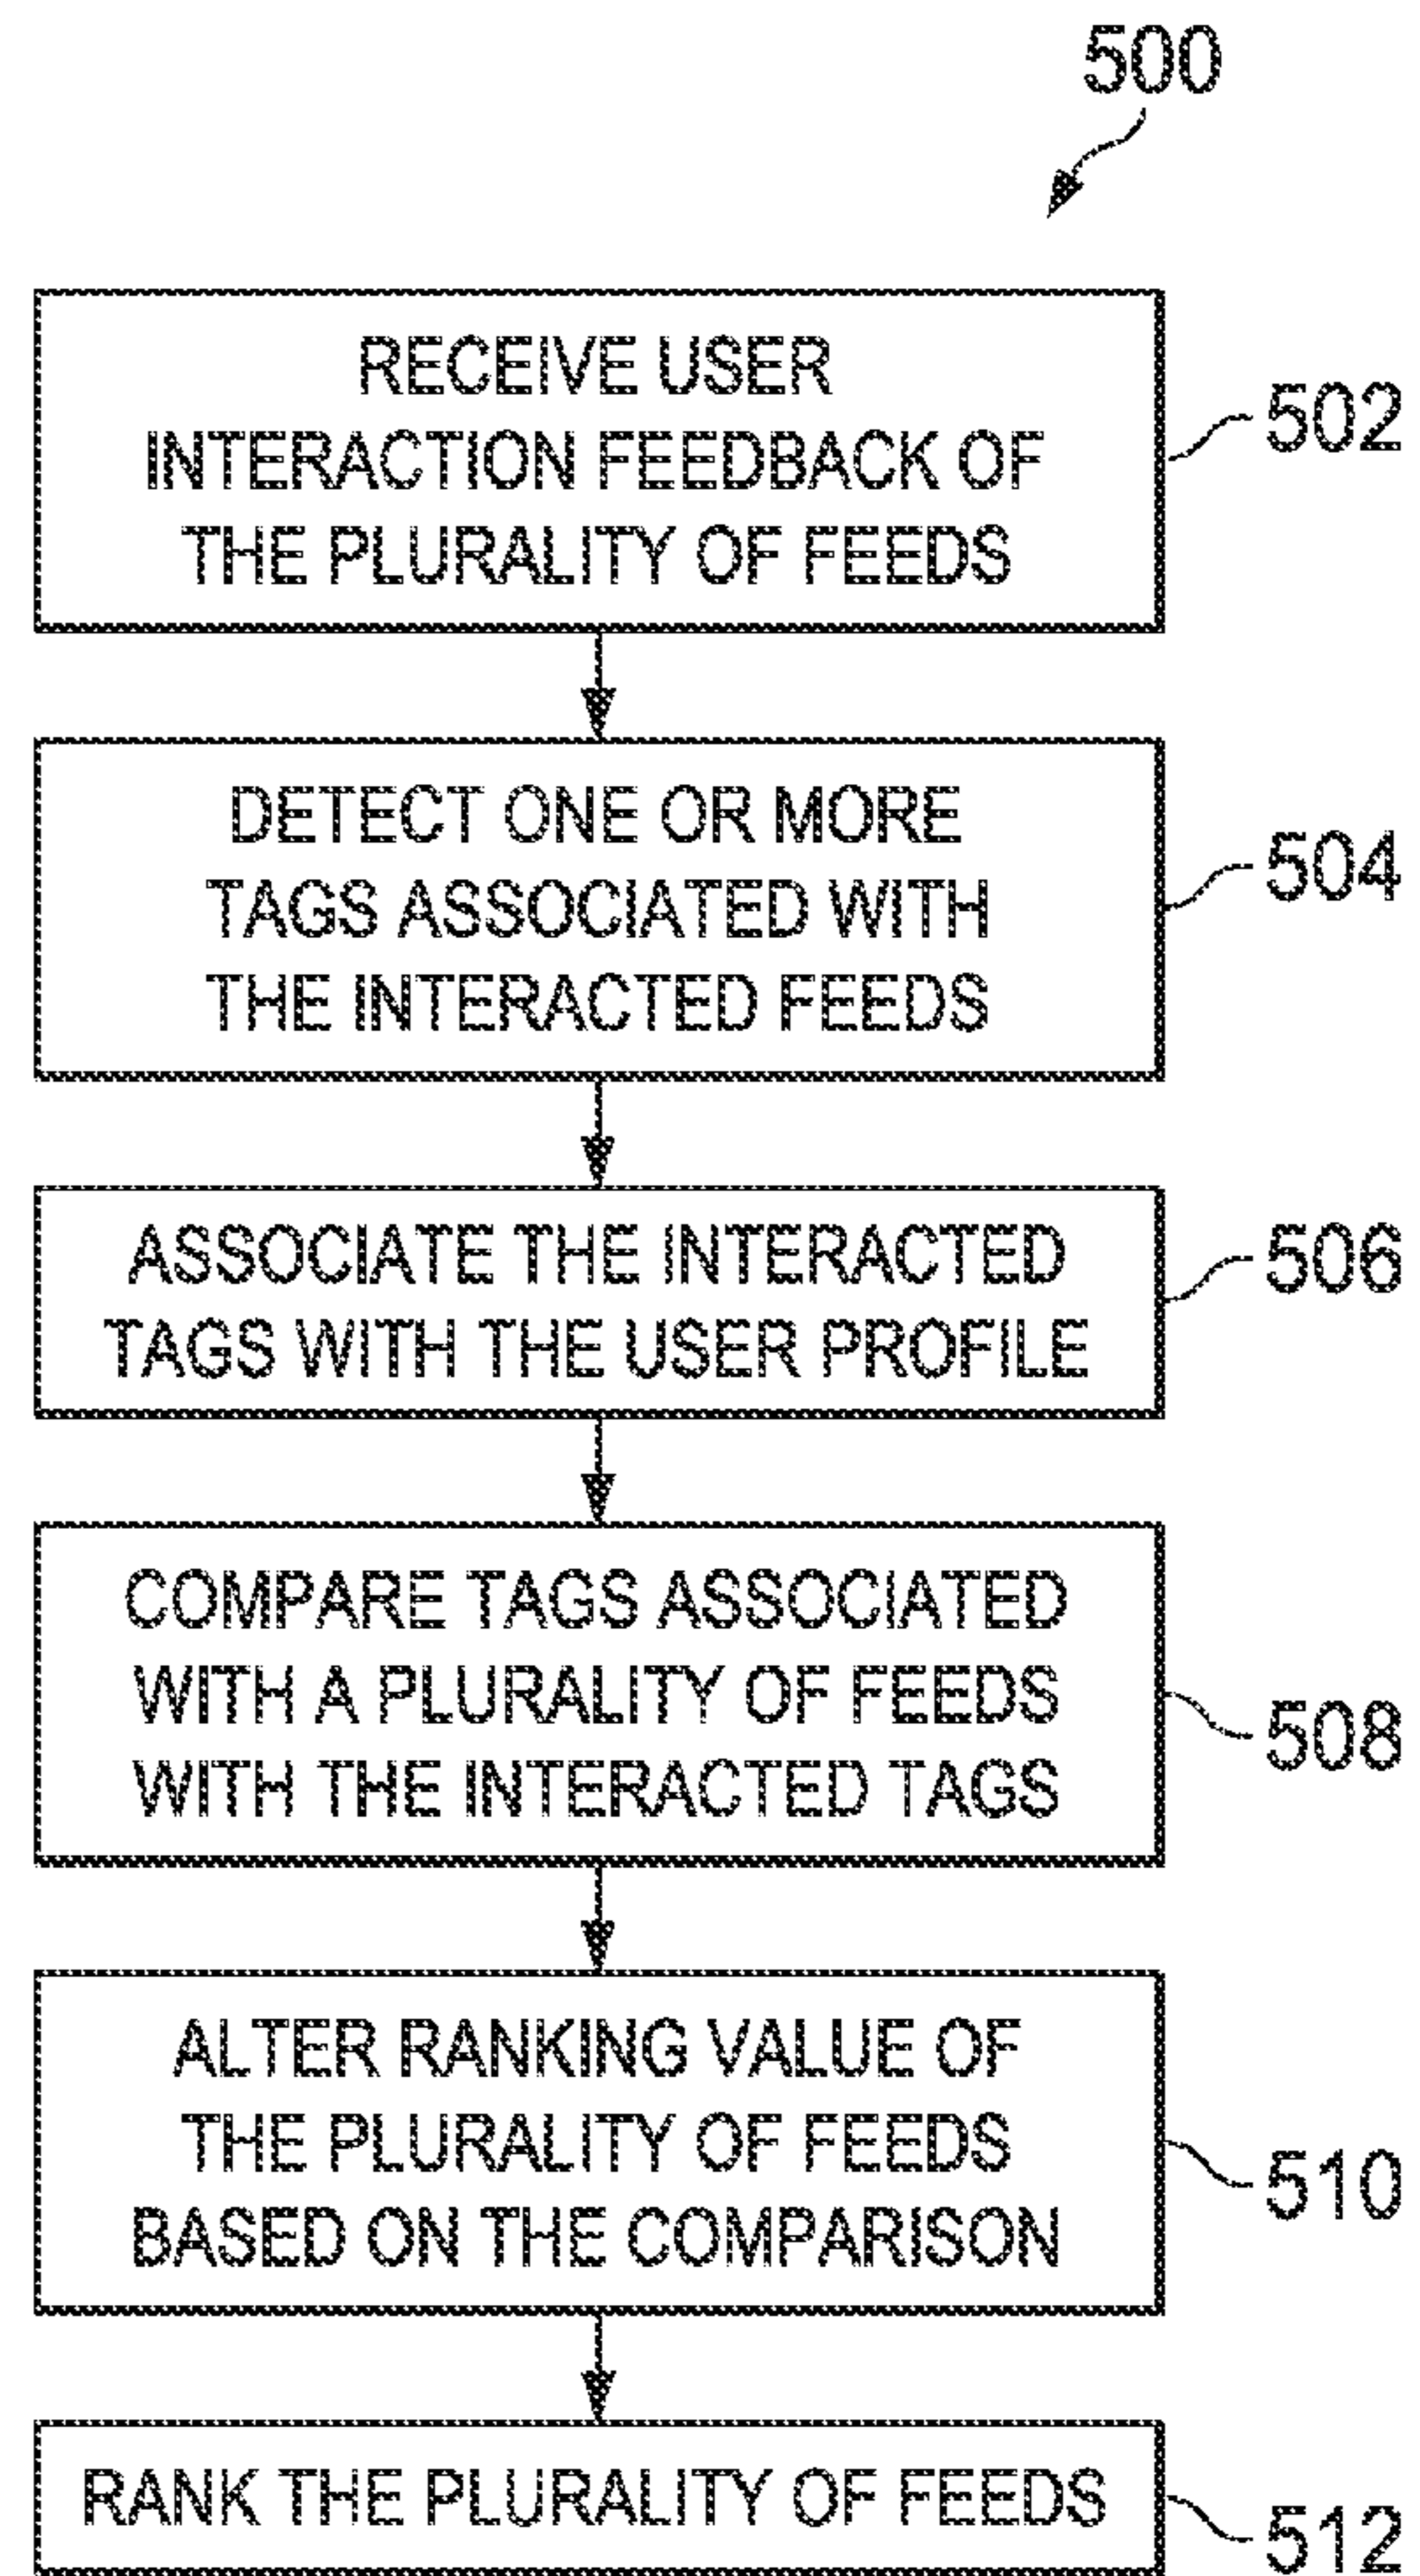 500
RECEIVE USER
INTERACTION FEEDBACK OF
THE PLURALITY OF FEEDS
502
DETECT ONE OR MORE
TAGS ASSOCIATED WITH
THE INTERACTED FEEDS
504
ASSOCIATE THE INTERACTED
TAGS WITH THE USER PROFILE
506
COMPARE TAGS ASSOCIATED
WITH A PLURALITY OF FEEDS
WITH THE INTERACTED TAGS
508
ALTER RANKING VALUE OF
THE PLURALITY OF FEEDS
BASED ON THE COMPARISON
510
RANK THE PLURALITY OF FEEDS
512